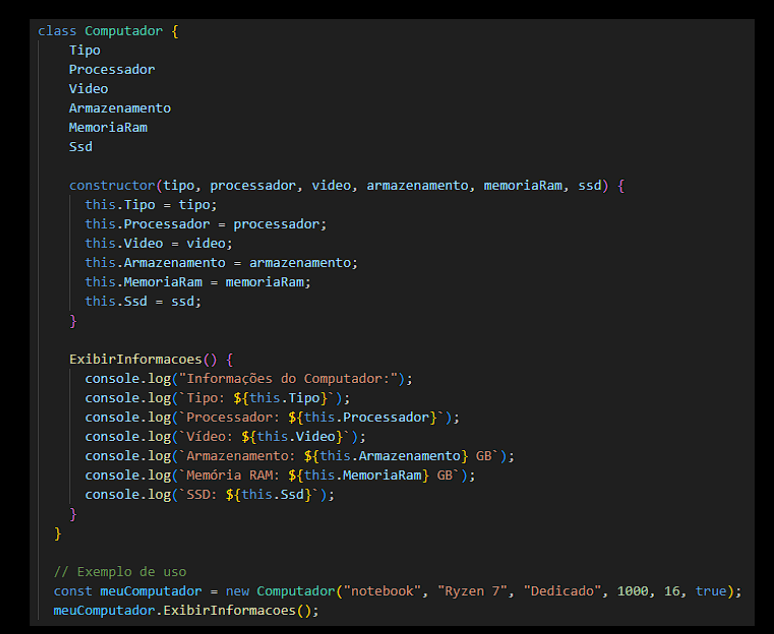 class Computador {
Tipo
Processador
Video
Armazenamento
MemoriaRam
Ssd
constructor(tipo, processador, video, armazenamento, memoriaRam, ssd) {
this.Tipo = tipo;
this.Processador = processador;
this.Video = video;
this.Armazenamento = armazenamento;
this.MemoriaRam = memoriaRam;
this.Ssd = ssd;
}
ExibirInformacoes() {
console.log("Informações do Computador:");
console.log(`Tipo: ${this.Tipo}`);
console.log(`Processador: ${this.Processador}`);
console.log(`Vídeo: ${this.Video}`);
console.log(`Armazenamento: ${this.Armazenamento} GB`);
console.log(`Memória RAM: ${this.MemoriaRam} GB`);
console.log(`SSD: ${this.Ssd}`);
}
}
// Exemplo de uso
const meuComputador = new Computador("notebook", "Ryzen 7", "Dedicado", 1000, 16, true);
meuComputador.ExibirInformacoes();